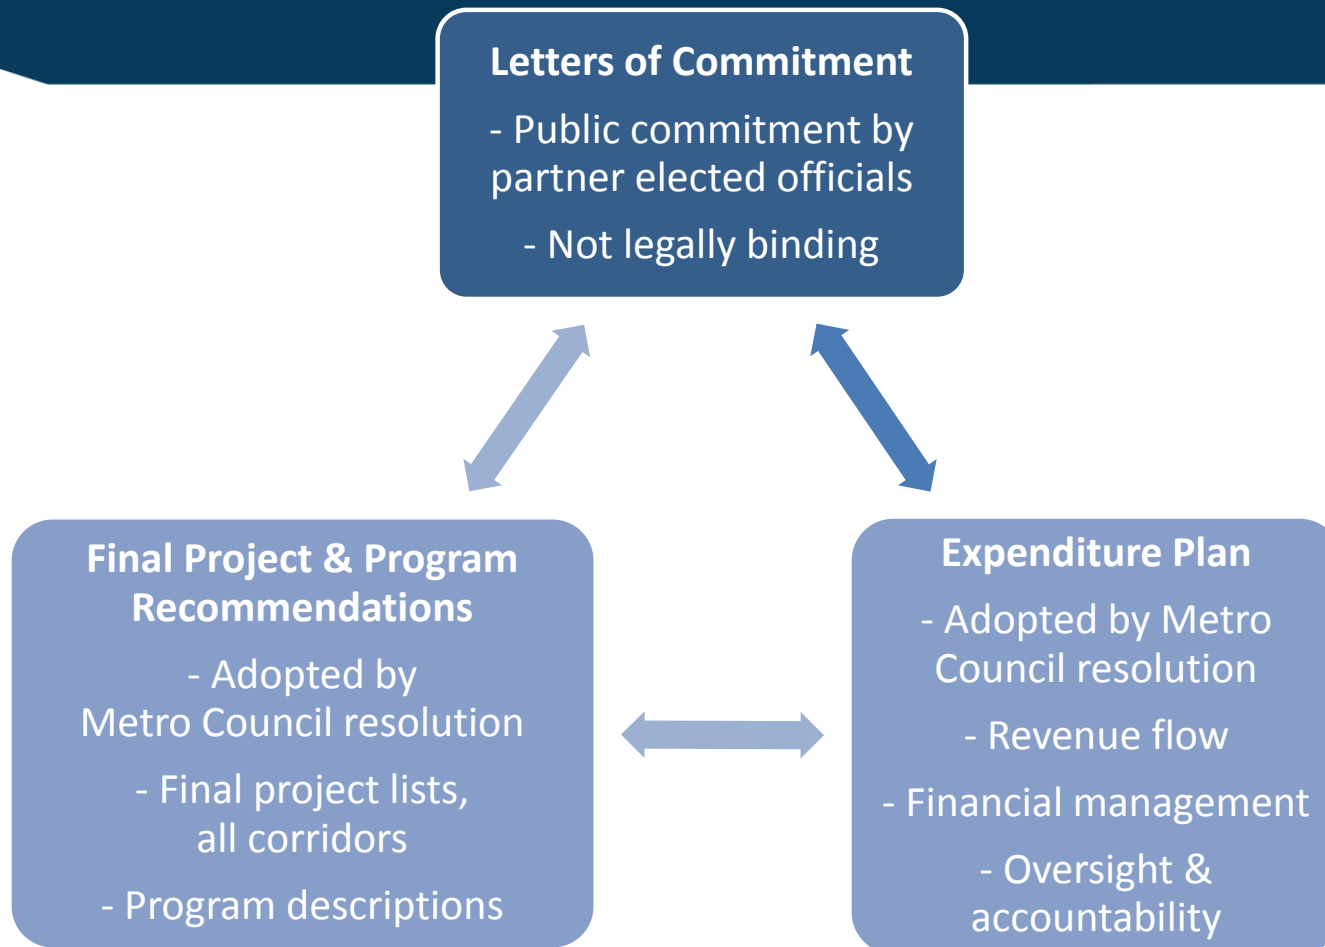 Letters of Commitment
- Public commitment by
partner elected officials
- Not legally binding
Final Project & Program
Recommendations
- Adopted by
Metro Council resolution
- Final project lists,
all corridors
- Program descriptions
Expenditure Plan
- Adopted by Metro
Council resolution
- Revenue flow
- Financial management
- Oversight &
accountability